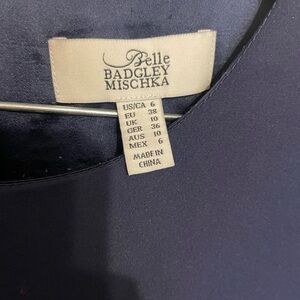 Belle
BADGLEY
MISCHKA
US/CA 6
EU 38
UK 10
GER 36
AUS 10
MEX 6
MADE IN
CHINA